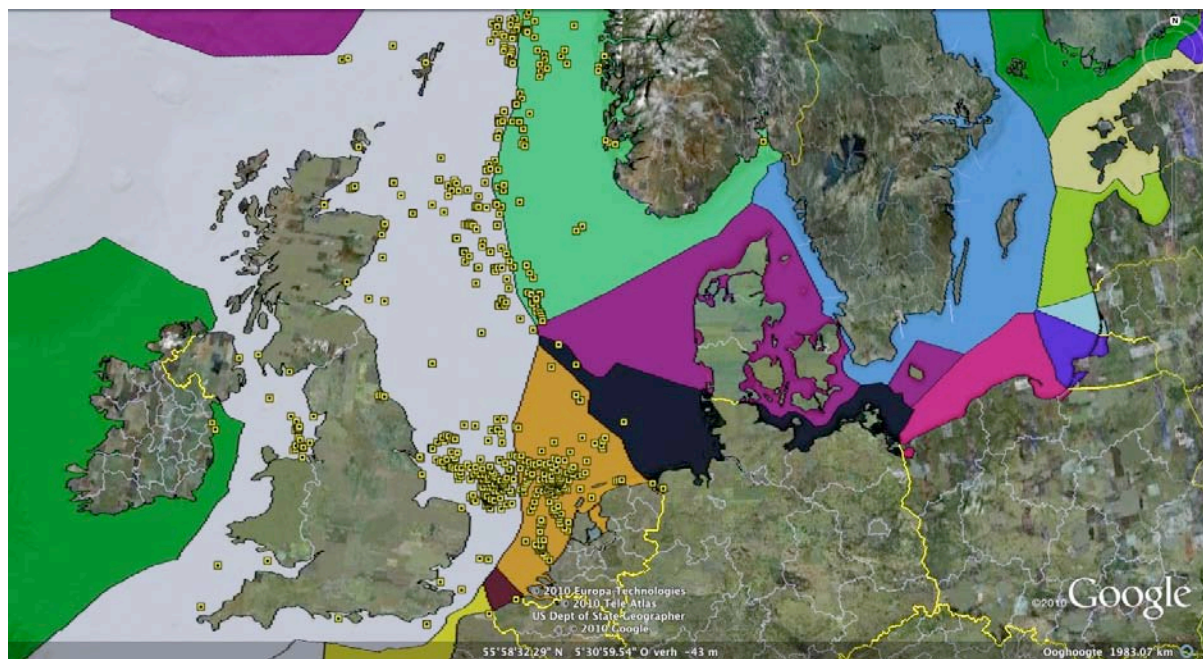 N
© 2010 Europa Technologies
© 2010 Tele Atlas
US Dept of State Geographer
© 2010 Google
©2010 Google
55°58'32.29" N 5°30'59.54" O verh -43 m
Ooghoogte 1983.07 km